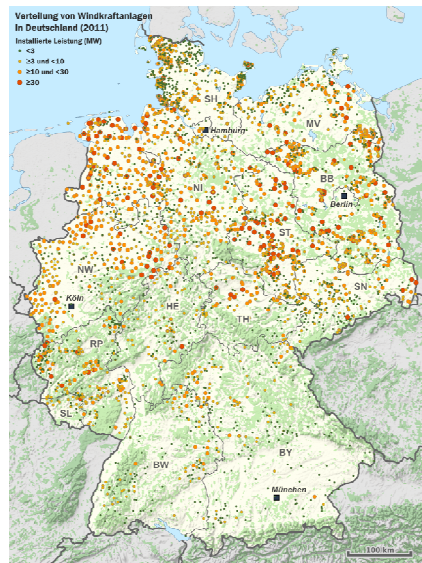 Verteilung von Windkraftanlagen
in Deutschland (2011)
Installierte Leistung (MW)
<3
≥3 und <10
≥10 und <30
≥30
SH
Hamburg
MV
NI
BB
Berlin
ST
NW
Köln
SN
HE
TH
RP
SL
BY
BW
München
100 km